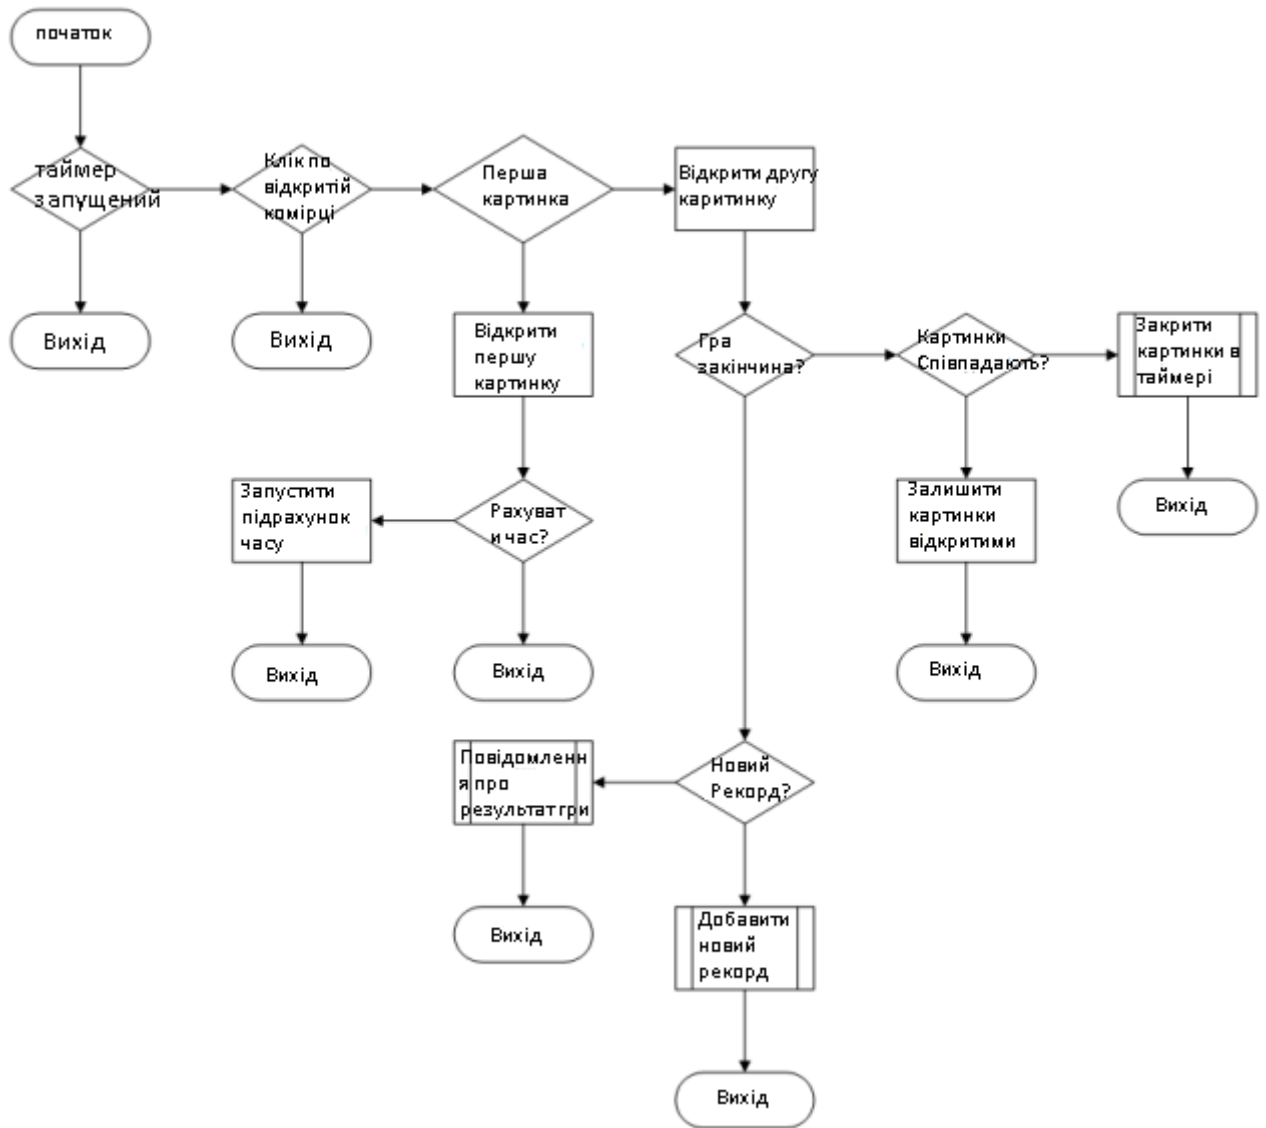 початок
таймер
запущений
Клік по
відкритій
комірці
Перша
картинка
Відкрити другу
каритинку
Вихід
Вихід
Відкрити
першу
картинку
Гра
закінчина?
Картинки
Співпадають?
Закрити
картинки в
таймері
Запустити
підрахунок
часу
Рахуват
и час?
Залишити
картинки
відкритими
Вихід
Вихід
Вихід
Вихід
Повідомленн
я про
результат гри
Новий
Рекорд?
Вихід
Добавити
новий
рекорд
Вихід